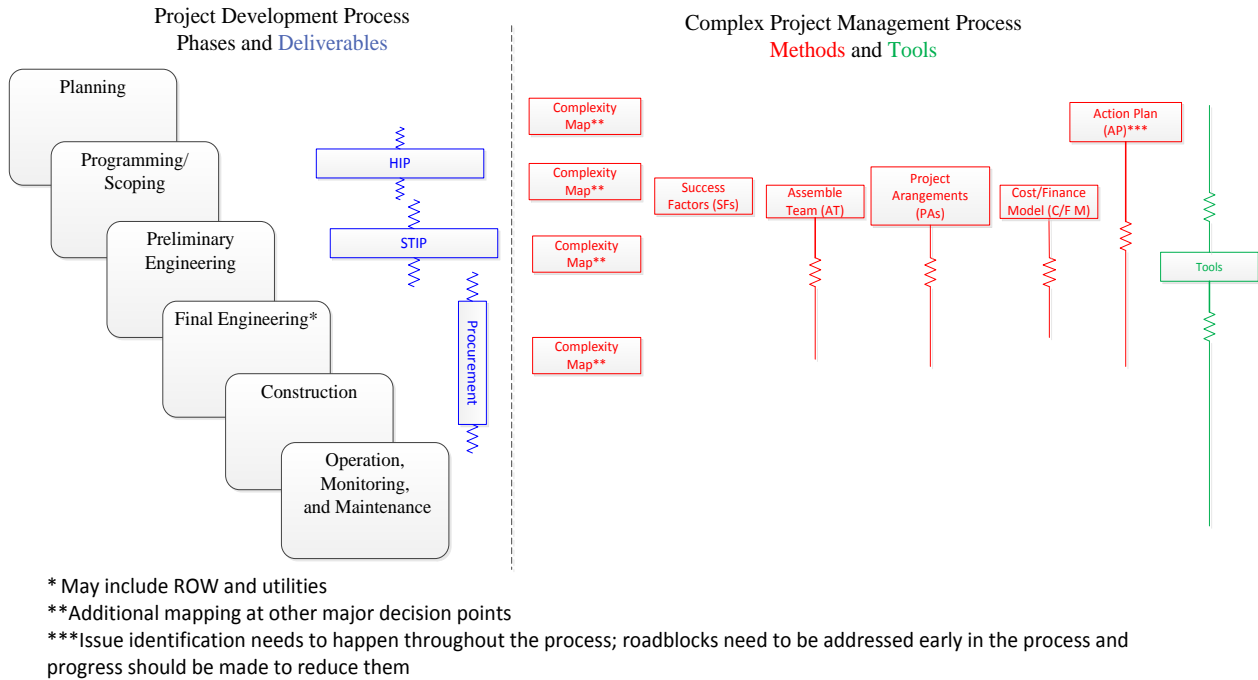 Project Development Process
Phases and Deliverables
Planning
Programming/
Scoping
Preliminary
Engineering
Final Engineering*
Construction
Operation,
Monitoring,
and Maintenance
HIP
STIP
Procurement
Complex Project Management Process
Methods and Tools
Complexity
Map**
Complexity
Map**
Complexity
Map**
Complexity
Map**
Success
Factors (SFs)
Assemble
Team (AT)
Project
Arangements
(PAs)
Cost/Finance
Model (C/F M)
Action Plan
(AP)***
Tools
* May include ROW and utilities
**Additional mapping at other major decision points
***Issue identification needs to happen throughout the process; roadblocks need to be addressed early in the process and
progress should be made to reduce them